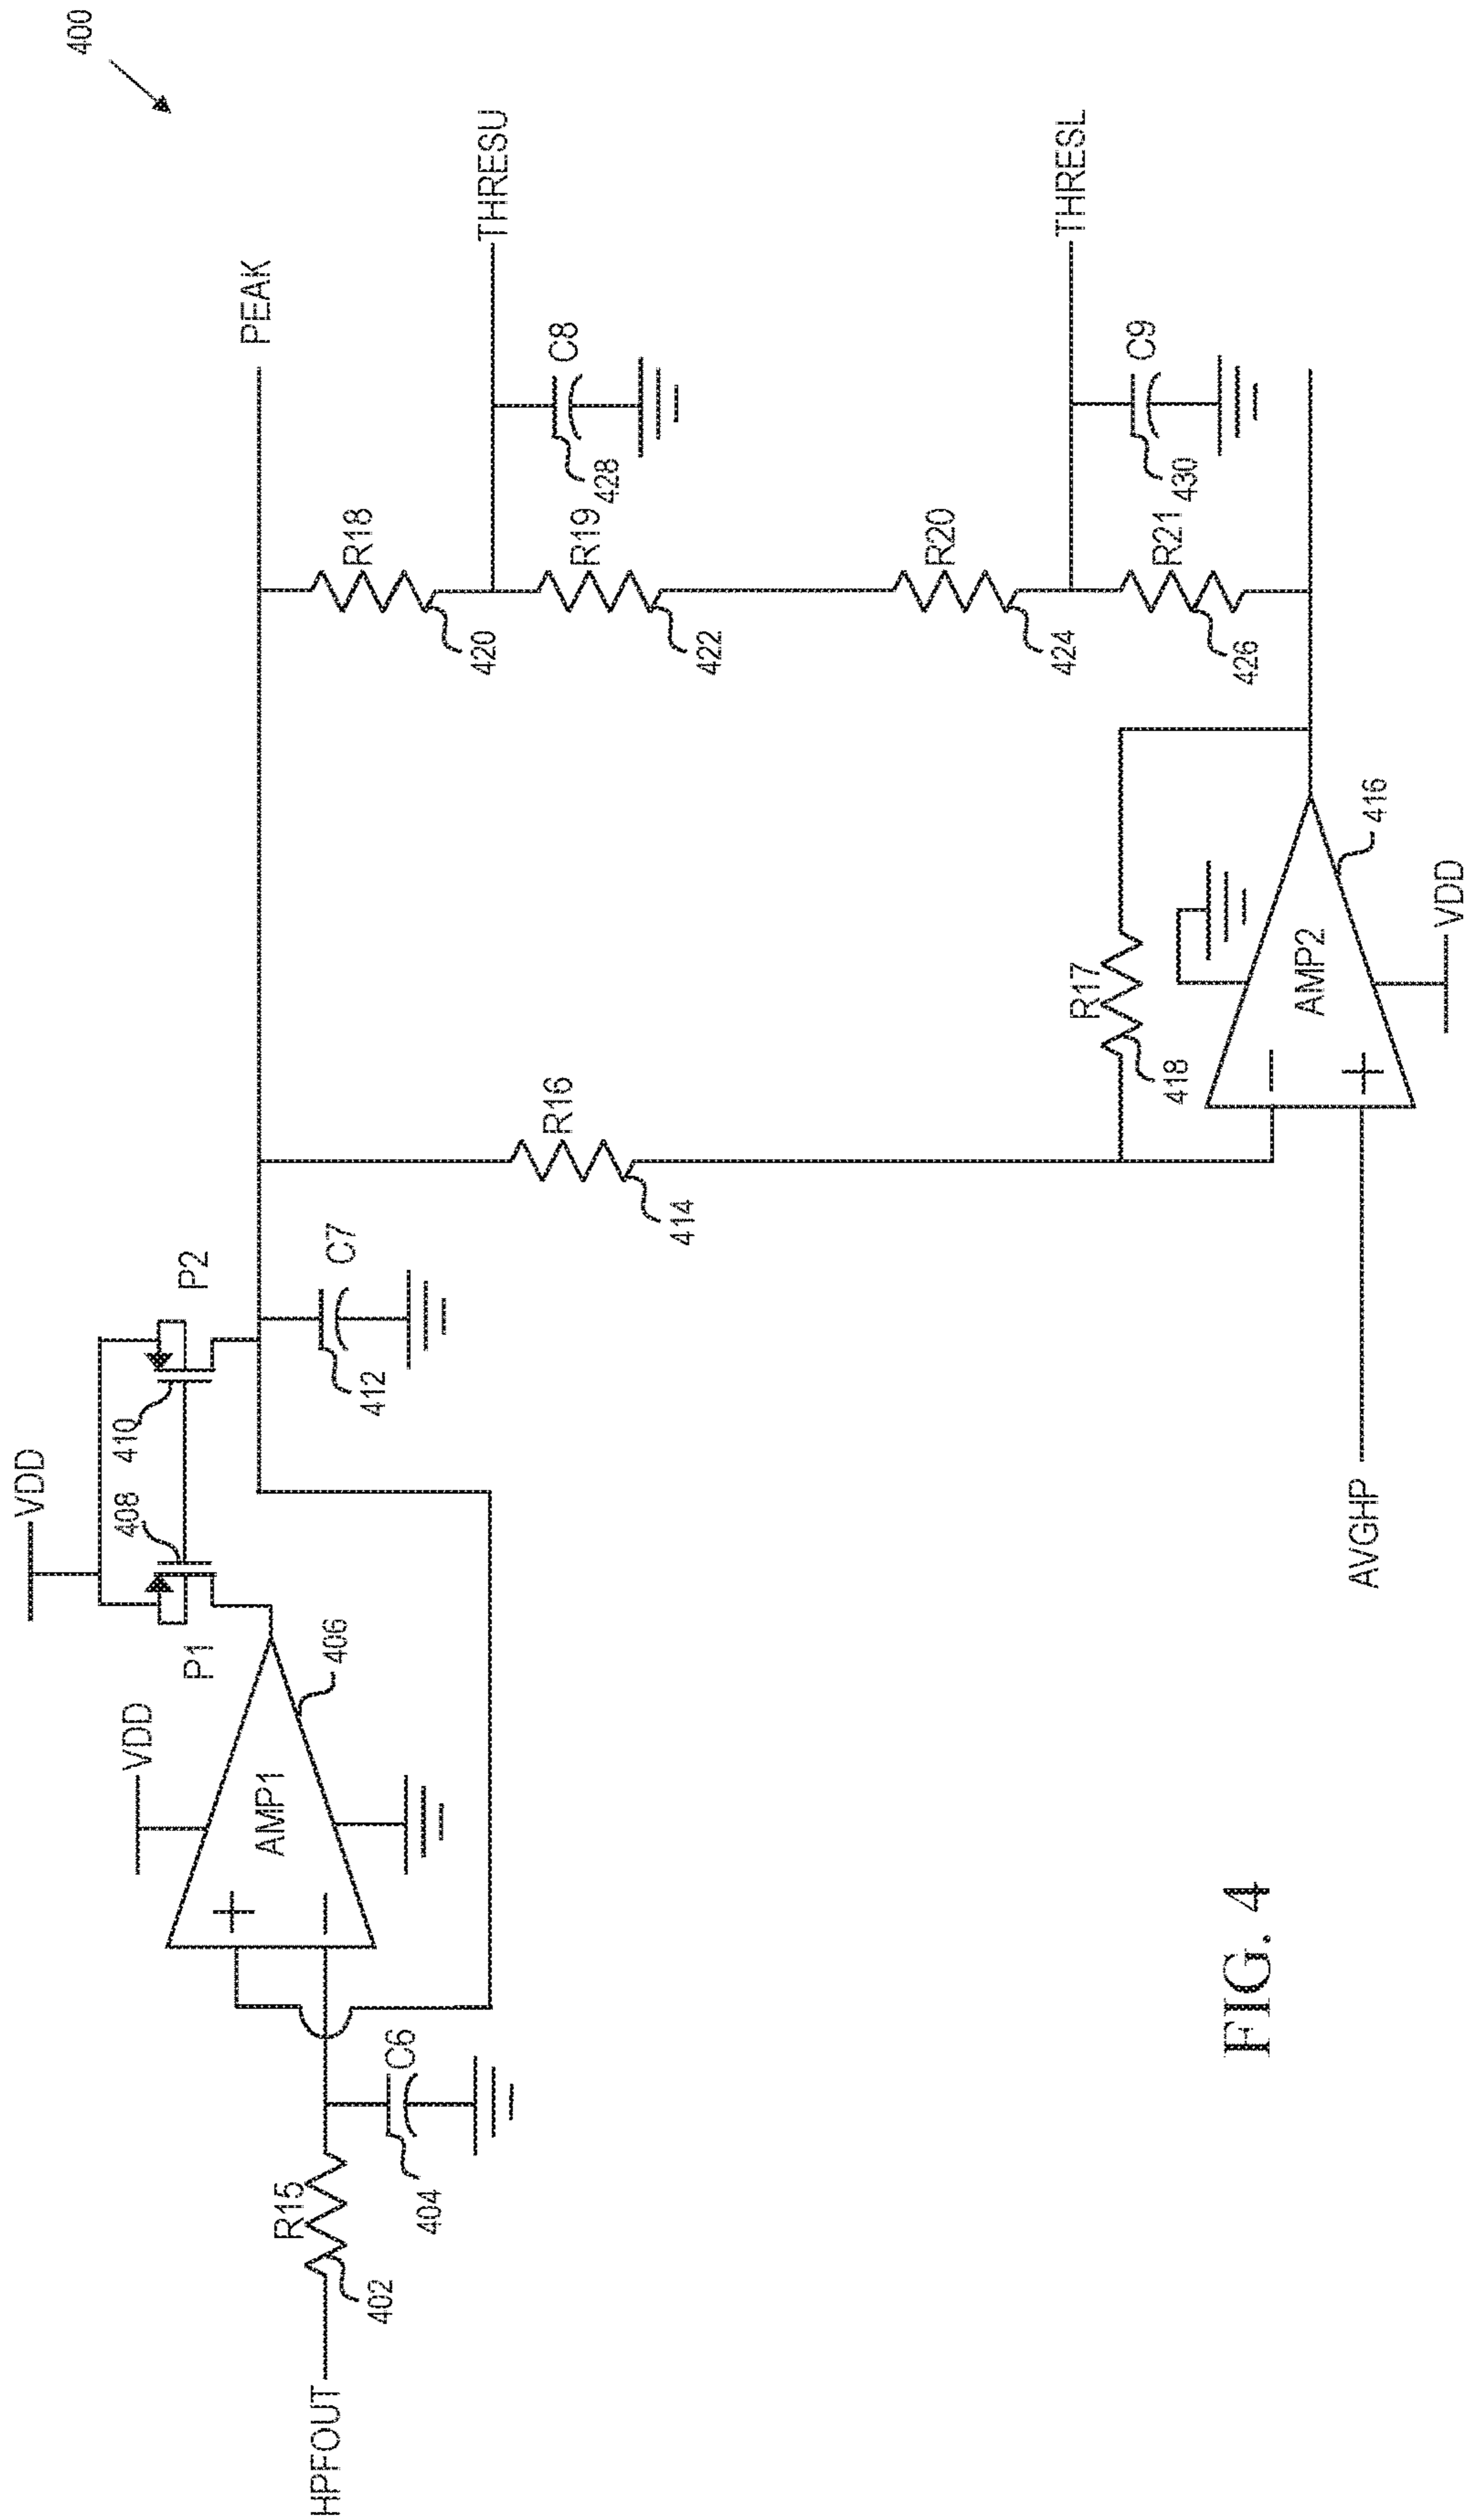 400
VDD
VDD
P1
408
410
P2
PEAK
HPFOUT
R15
402
C6
404
AMP1
+
−
406
C7
412
R16
414
R18
420
THRESU
C8
428
R19
422
R20
424
THRESL
C9
430
R21
426
R17
418
AVGHP
AMP2
−
+
416
VDD
FIG. 4